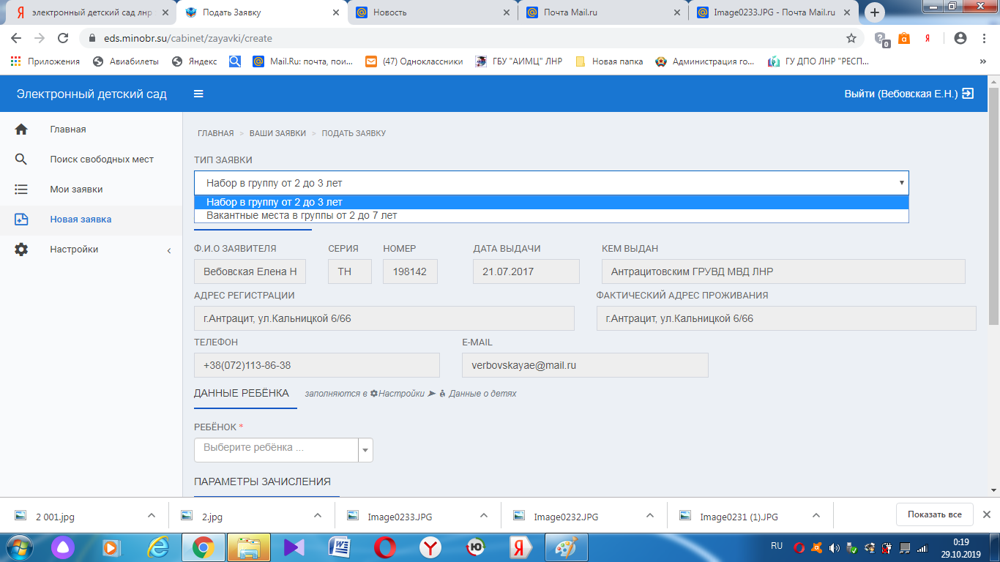 электронный детский сад лнр
Подать Заявку
Новость
Почта Mail.ru
Image0233.JPG - Почта Mail.ru
eds.minobr.su/cabinet/zayavki/create
0
Приложения
Авиабилеты
Яндекс
Mail.Ru: почта, пои...
(47) Одноклассники
ГБУ "АИМЦ" ЛНР
Новая папка
Администрация го...
ГУ ДПО ЛНР "РЕСП...
Электронный детский сад
Выйти (Вебовская Е.Н.)
Главная
Поиск свободных мест
Мои заявки
Новая заявка
Настройки
ГЛАВНАЯ > ВАШИ ЗАЯВКИ > ПОДАТЬ ЗАЯВКУ
ТИП ЗАЯВКИ
Набор в группу от 2 до 3 лет
Набор в группу от 2 до 3 лет
Вакантные места в группы от 2 до 7 лет
Ф.И.О ЗАЯВИТЕЛЯ СЕРИЯ НОМЕР ДАТА ВЫДАЧИ КЕМ ВЫДАН
Вебовская Елена Н ТН 198142 21.07.2017 Антрацитовским ГРУВД МВД ЛНР
АДРЕС РЕГИСТРАЦИИ ФАКТИЧЕСКИЙ АДРЕС ПРОЖИВАНИЯ
г.Антрацит, ул.Кальницкой 6/66 г.Антрацит, ул.Кальницкой 6/66
ТЕЛЕФОН E-MAIL
+38(072)113-86-38 verbovskayae@mail.ru
ДАННЫЕ РЕБЁНКА заполняются в Настройки Данные о детях
РЕБЁНОК *
Выберите ребёнка ...
ПАРАМЕТРЫ ЗАЧИСЛЕНИЯ
2 001.jpg
2.jpg
Image0233.JPG
Image0232.JPG
Image0231 (1).JPG
Показать все
RU
0:19
29.10.2019